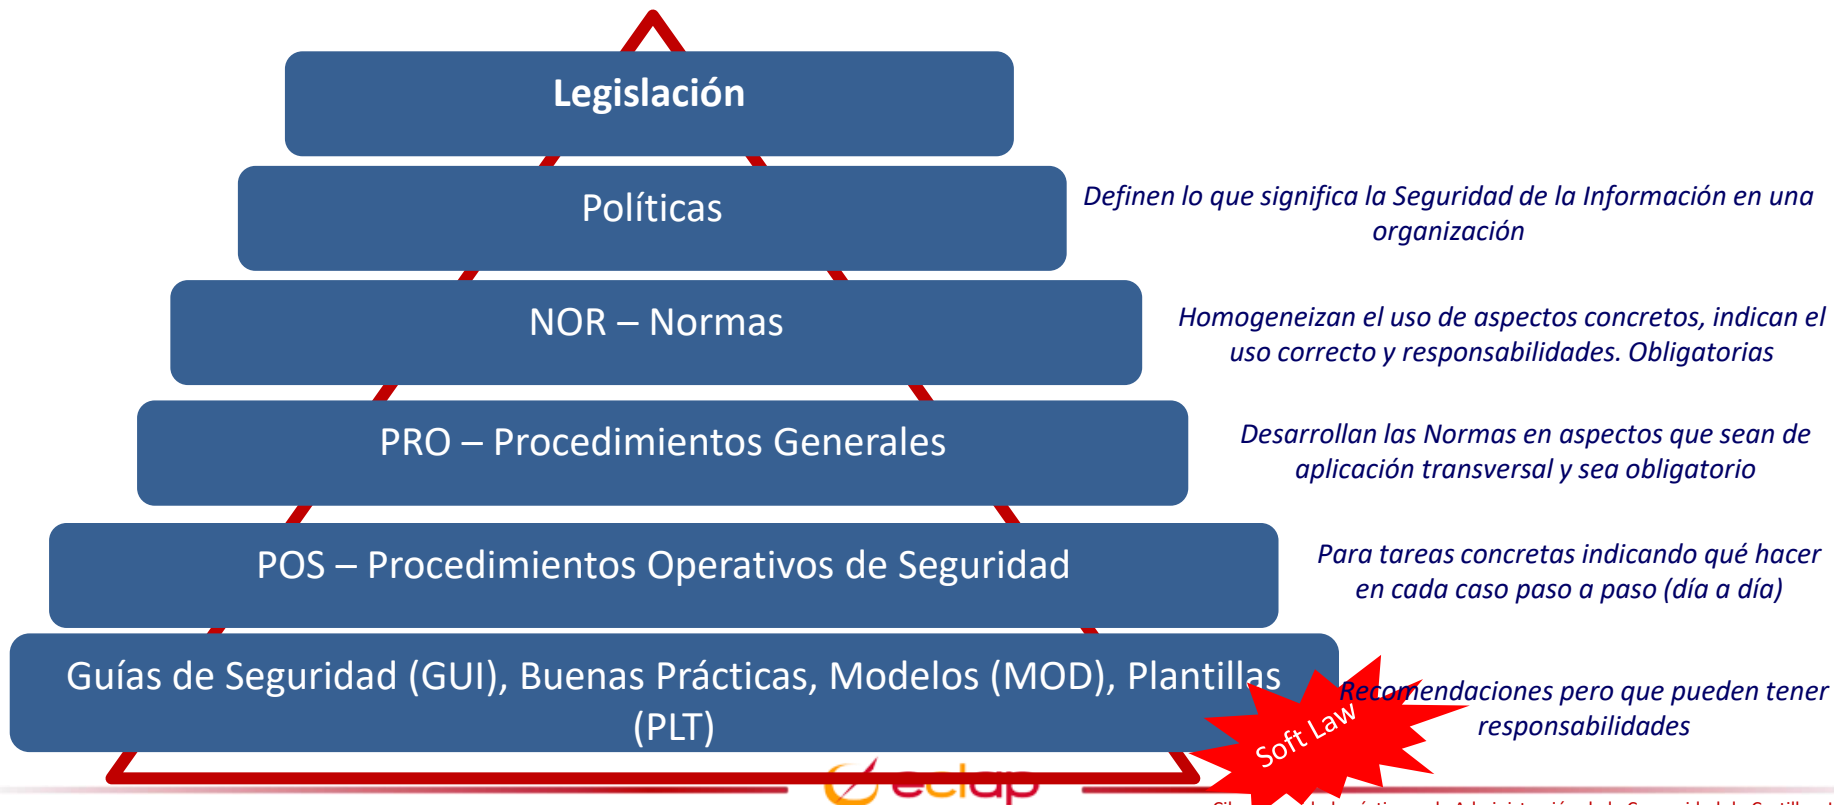 Legislación
Políticas
Definen lo que significa la Seguridad de la Información en una
organización
NOR – Normas
Homogeneizan el uso de aspectos concretos, indican el
uso correcto y responsabilidades. Obligatorias
PRO – Procedimientos Generales
Desarrollan las Normas en aspectos que sean de
aplicación transversal y sea obligatorio
POS – Procedimientos Operativos de Seguridad
Para tareas concretas indicando qué hacer
en cada caso paso a paso (día a día)
Guías de Seguridad (GUI), Buenas Prácticas, Modelos (MOD), Plantillas
(PLT)
Recomendaciones pero que pueden tener
responsabilidades
Soft Law
eclap